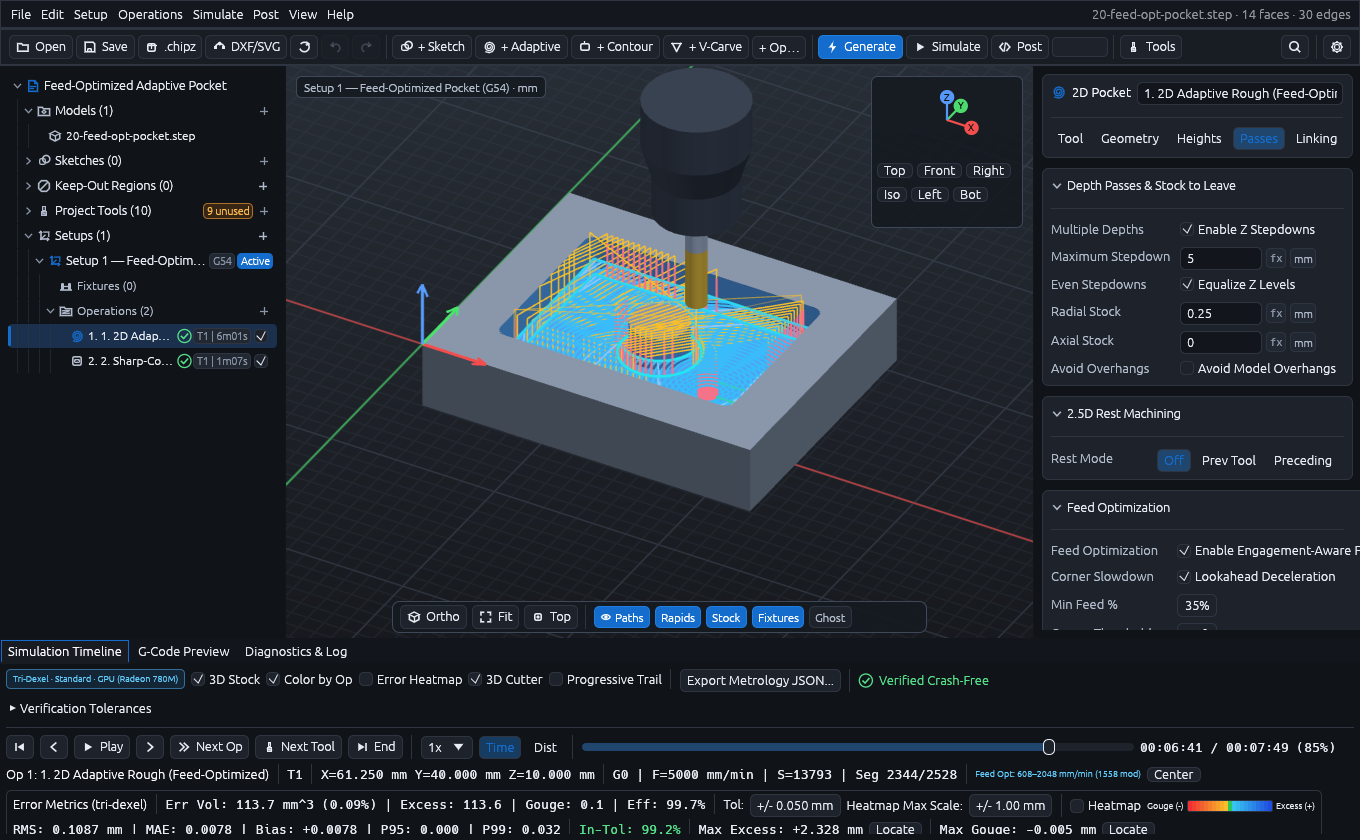 File Edit Setup Operations Simulate Post View Help
20-feed-opt-pocket.step · 14 faces · 30 edges
Open Save .chipz DXF/SVG + Sketch + Adaptive + Contour + V-Carve + Op... Generate Simulate Post Tools
Feed-Optimized Adaptive Pocket
Models (1)
20-feed-opt-pocket.step
Sketches (0)
Keep-Out Regions (0)
Project Tools (10) 9 unused
Setups (1)
Setup 1 — Feed-Optim... G54 Active
Fixtures (0)
Operations (2)
1. 1. 2D Adap... T1 | 6m01s
2. 2. Sharp-Co... T1 | 1m07s
Setup 1 — Feed-Optimized Pocket (G54) · mm
Z Y X
Top Front Right
Iso Left Bot
Ortho Fit Top Paths Rapids Stock Fixtures Ghost
2D Pocket 1. 2D Adaptive Rough (Feed-Optir
Tool Geometry Heights Passes Linking
Depth Passes & Stock to Leave
Multiple Depths Enable Z Stepdowns
Maximum Stepdown 5 fx mm
Even Stepdowns Equalize Z Levels
Radial Stock 0.25 fx mm
Axial Stock 0 fx mm
Avoid Overhangs Avoid Model Overhangs
2.5D Rest Machining
Rest Mode Off Prev Tool Preceding
Feed Optimization
Feed Optimization Enable Engagement-Aware F
Corner Slowdown Lookahead Deceleration
Min Feed % 35%
Simulation Timeline G-Code Preview Diagnostics & Log
Tri-Dexel · Standard · GPU (Radeon 780M) 3D Stock Color by Op Error Heatmap 3D Cutter Progressive Trail Export Metrology JSON... Verified Crash-Free
Verification Tolerances
Play Next Op Next Tool End 1x Time Dist 00:06:41 / 00:07:49 (85%)
Op 1: 1. 2D Adaptive Rough (Feed-Optimized) T1 X=61.250 mm Y=40.000 mm Z=10.000 mm G0 | F=5000 mm/min | S=13793 | Seg 2344/2528 Feed Opt: 608–2048 mm/min (1558 mod) Center
Error Metrics (tri-dexel) Err Vol: 113.7 mm^3 (0.09%) | Excess: 113.6 | Gouge: 0.1 | Eff: 99.7% Tol: +/- 0.050 mm Heatmap Max Scale: +/- 1.00 mm Heatmap Gouge (-) Excess (+)
RMS: 0.1087 mm | MAE: 0.0078 | Bias: +0.0078 | P95: 0.000 | P99: 0.032 In-Tol: 99.2% Max Excess: +2.328 mm Locate Max Gouge: -0.005 mm Locate